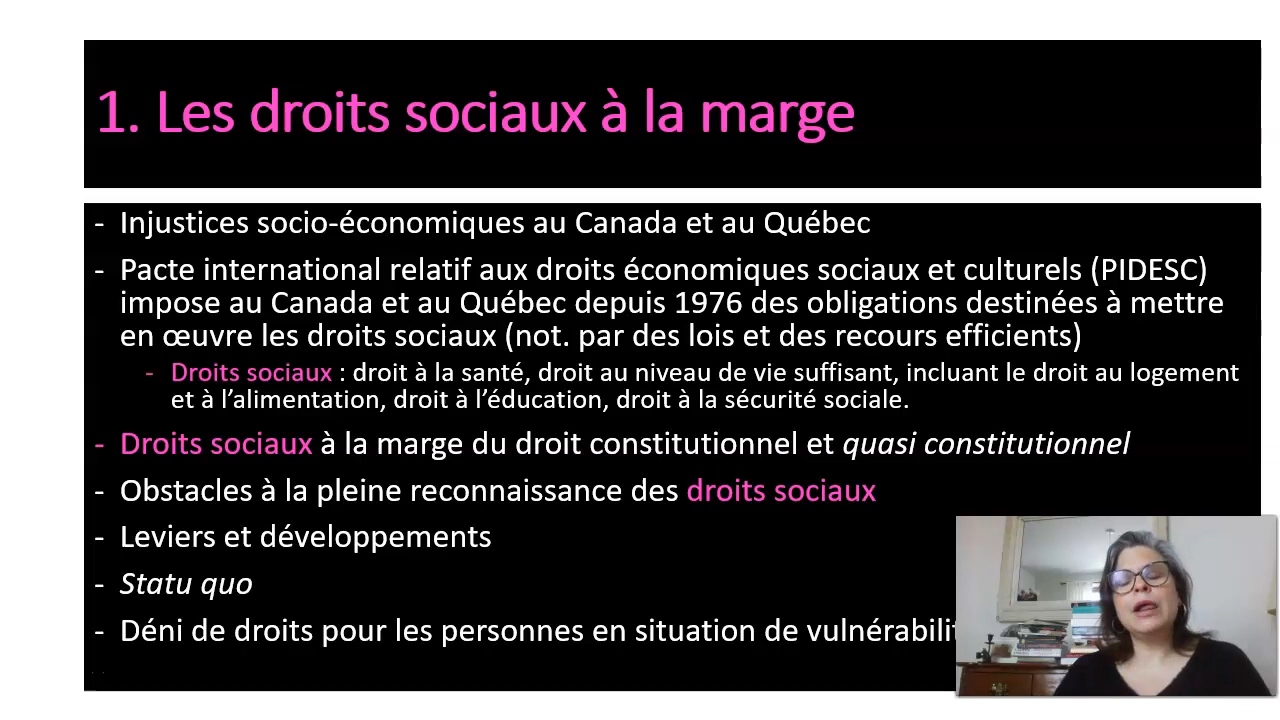 1. Les droits sociaux à la marge
- Injustices socio-économiques au Canada et au Québec
- Pacte international relatif aux droits économiques sociaux et culturels (PIDESC)
impose au Canada et au Québec depuis 1976 des obligations destinées à mettre
en œuvre les droits sociaux (not. par des lois et des recours efficients)
- Droits sociaux : droit à la santé, droit au niveau de vie suffisant, incluant le droit au logement
et à l’alimentation, droit à l’éducation, droit à la sécurité sociale.
- Droits sociaux à la marge du droit constitutionnel et quasi constitutionnel
- Obstacles à la pleine reconnaissance des droits sociaux
- Leviers et développements
- Statu quo
- Déni de droits pour les personnes en situation de